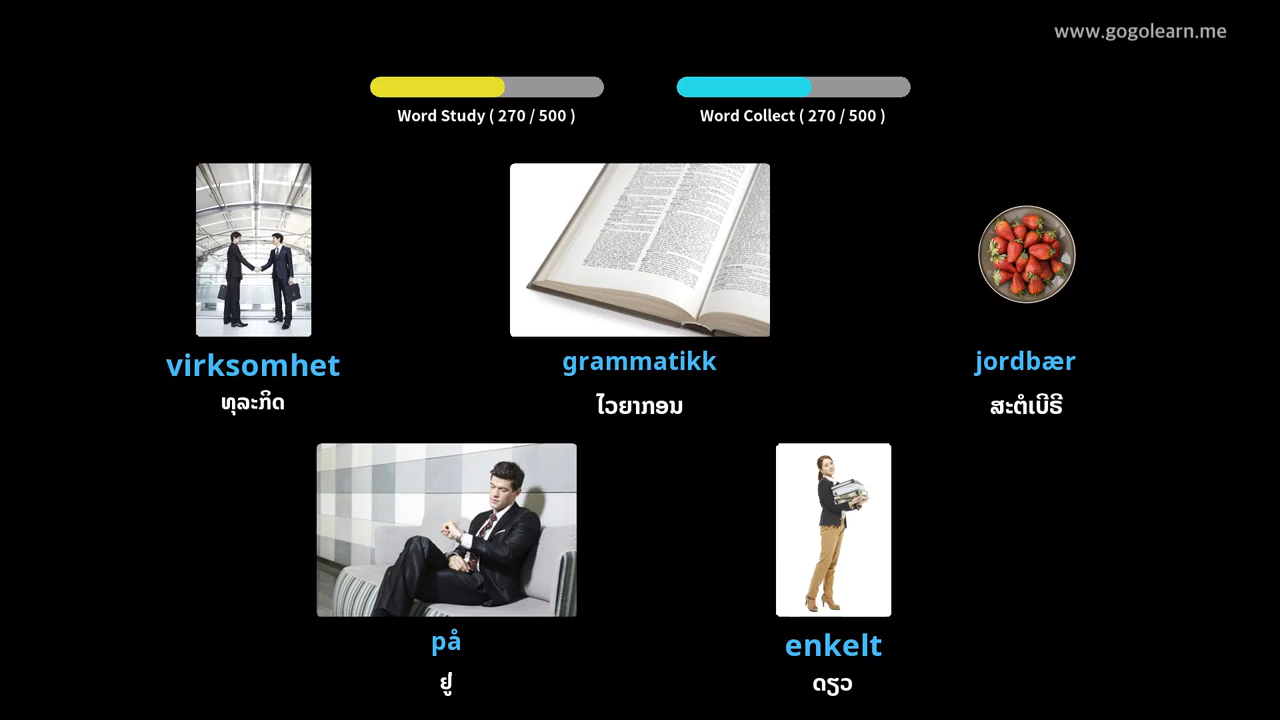 www.gogolearn.me
Word Study ( 270 / 500 )
Word Collect ( 270 / 500 )
virksomhet
ທຸລະກິດ
grammatikk
ໄວຍາກອນ
jordbær
ສະຕໍເບີຣີ
på
ຢູ່
enkelt
ດຽວ